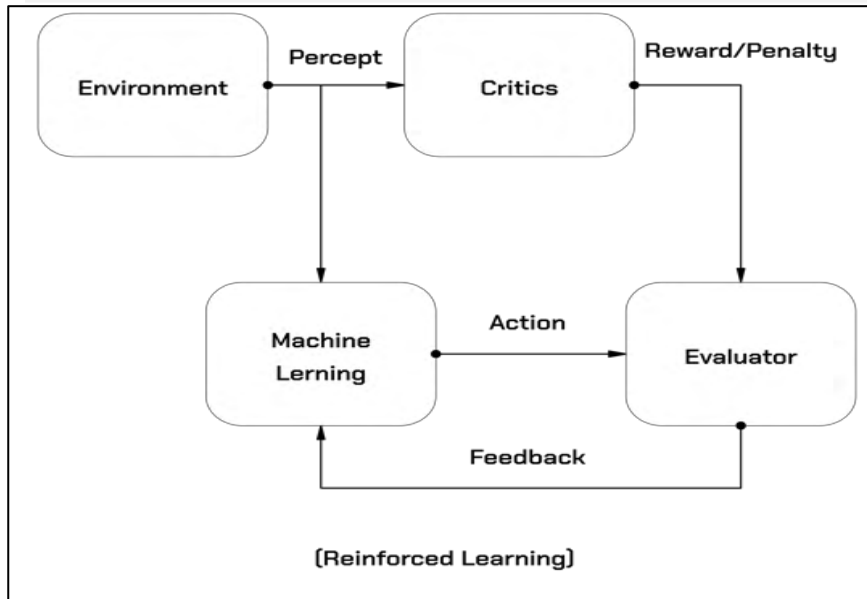 Percept
Reward/Penalty
Environment
Critics
Machine
Lerning
Action
Evaluator
Feedback
(Reinforced Learning)